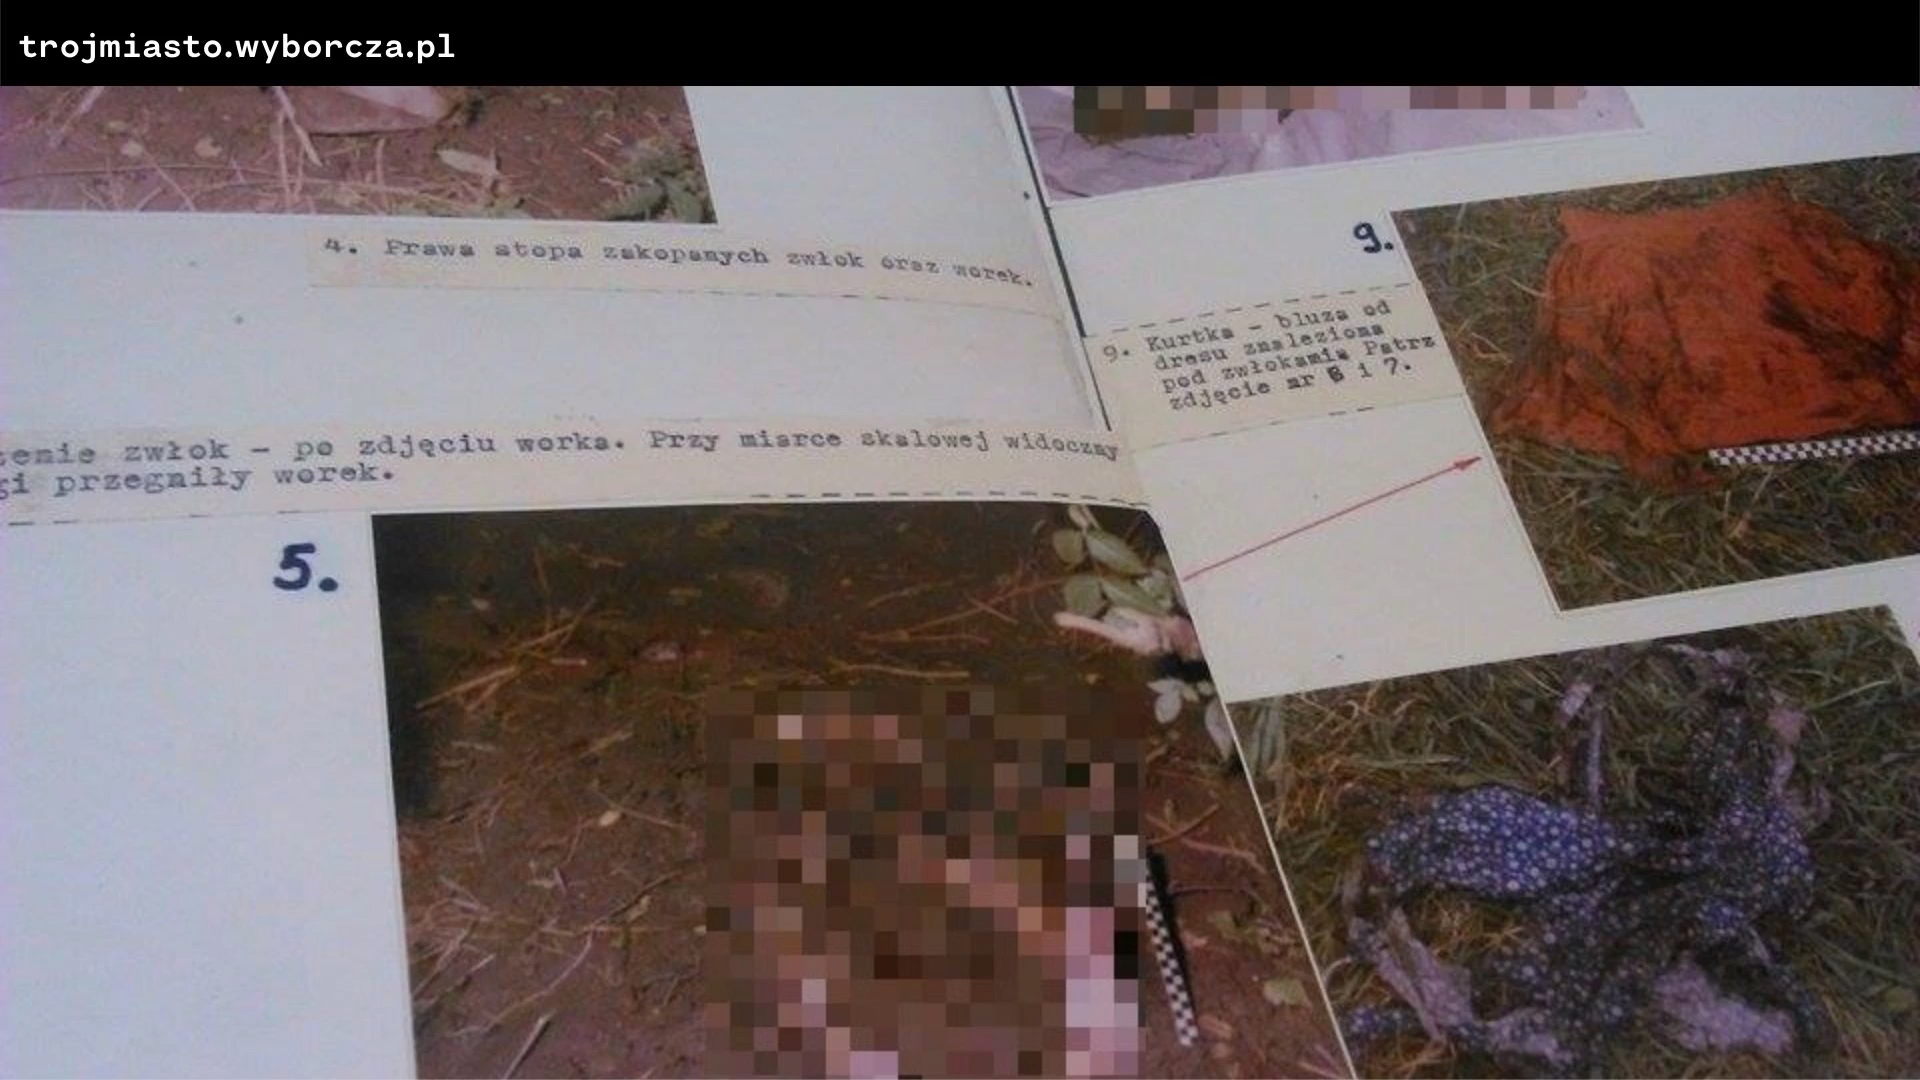 trojmiasto.wyborcza.pl
4. Prawa stopa zakopanych zwłok oraz worek.
zwłok - po zdjęciu worka. Przy miarce skalowej widoczny
przegniły worek.
5.
9.
9. Kurtka - bluza od
dresu znaleziona
pod zwłokami. Patrz
zdjęcie nr 6 i 7.